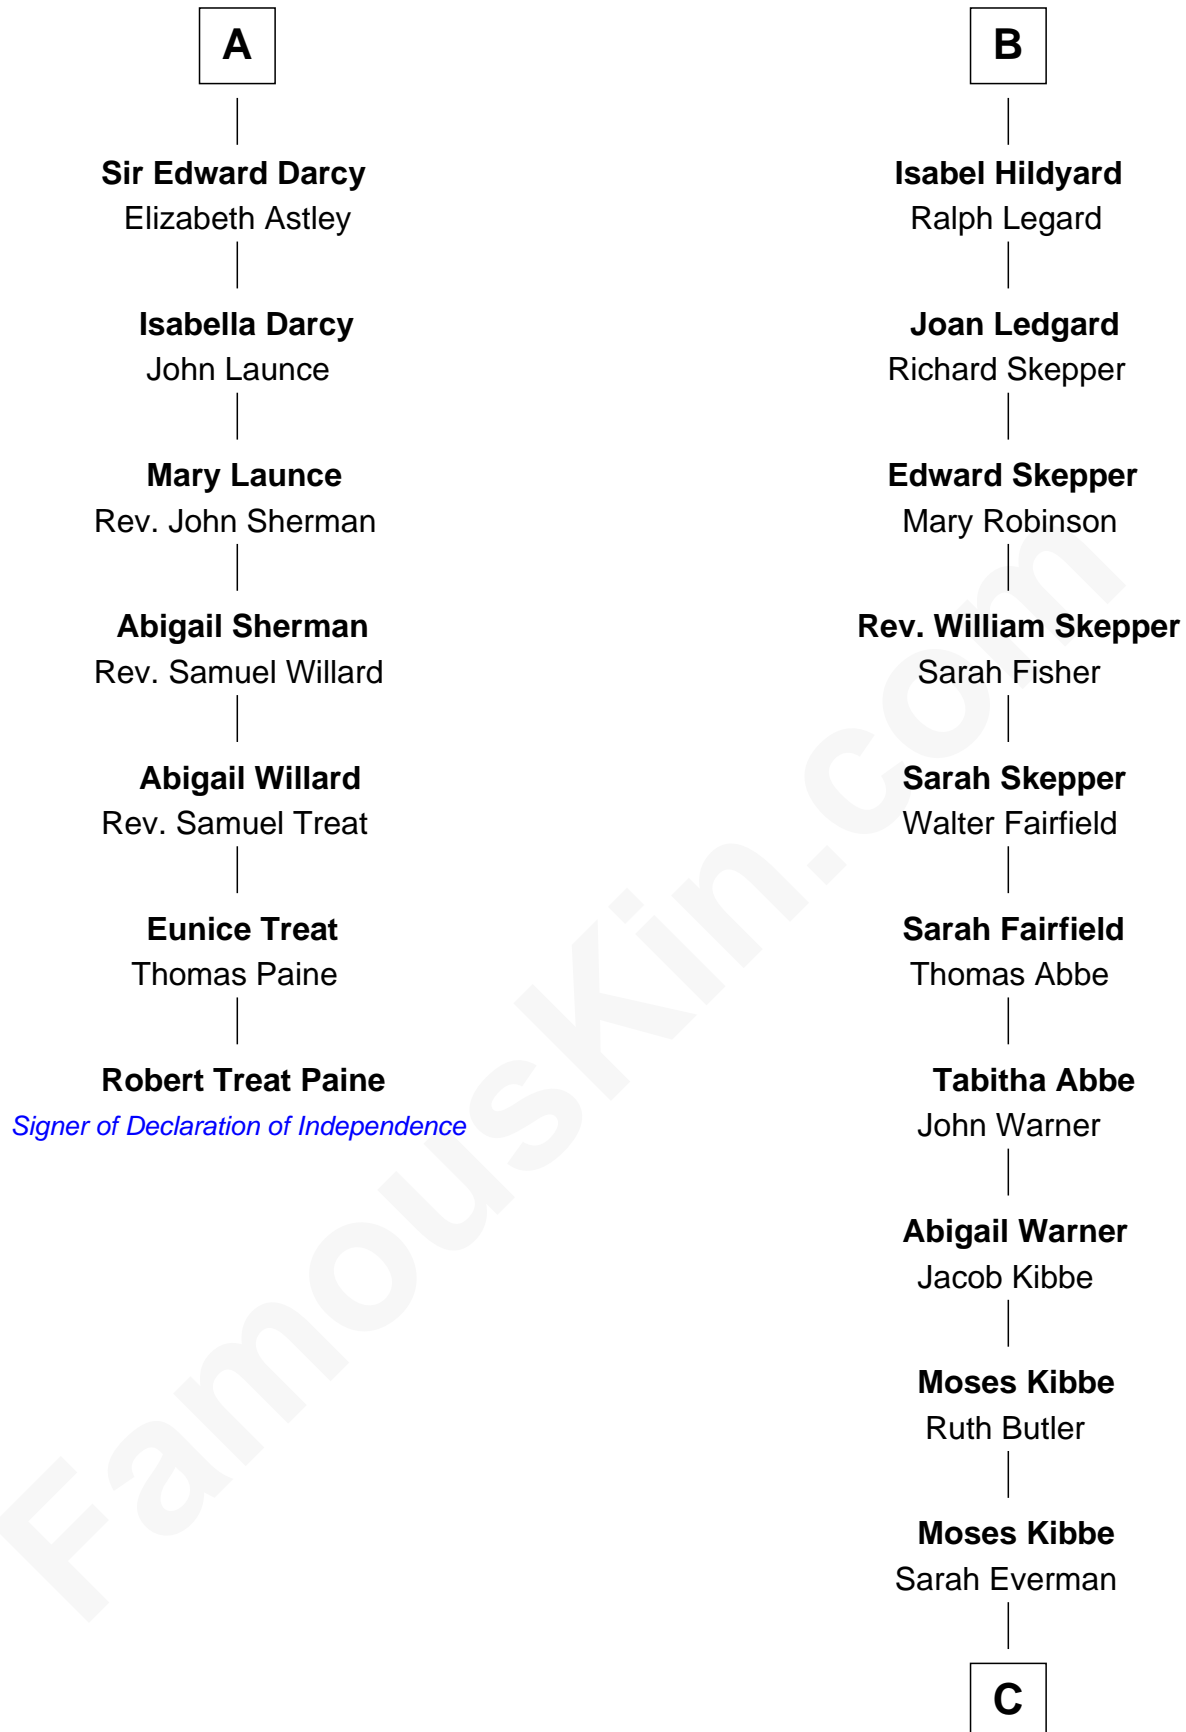 A
Sir Edward Darcy
Elizabeth Astley
Isabella Darcy
John Launce
Mary Launce
Rev. John Sherman
Abigail Sherman
Rev. Samuel Willard
Abigail Willard
Rev. Samuel Treat
Eunice Treat
Thomas Paine
Robert Treat Paine
Signer of Declaration of Independence
B
Isabel Hildyard
Ralph Legard
Joan Ledgard
Richard Skepper
Edward Skepper
Mary Robinson
Rev. William Skepper
Sarah Fisher
Sarah Skepper
Walter Fairfield
Sarah Fairfield
Thomas Abbe
Tabitha Abbe
John Warner
Abigail Warner
Jacob Kibbe
Moses Kibbe
Ruth Butler
Moses Kibbe
Sarah Everman
C
FamousKin.com